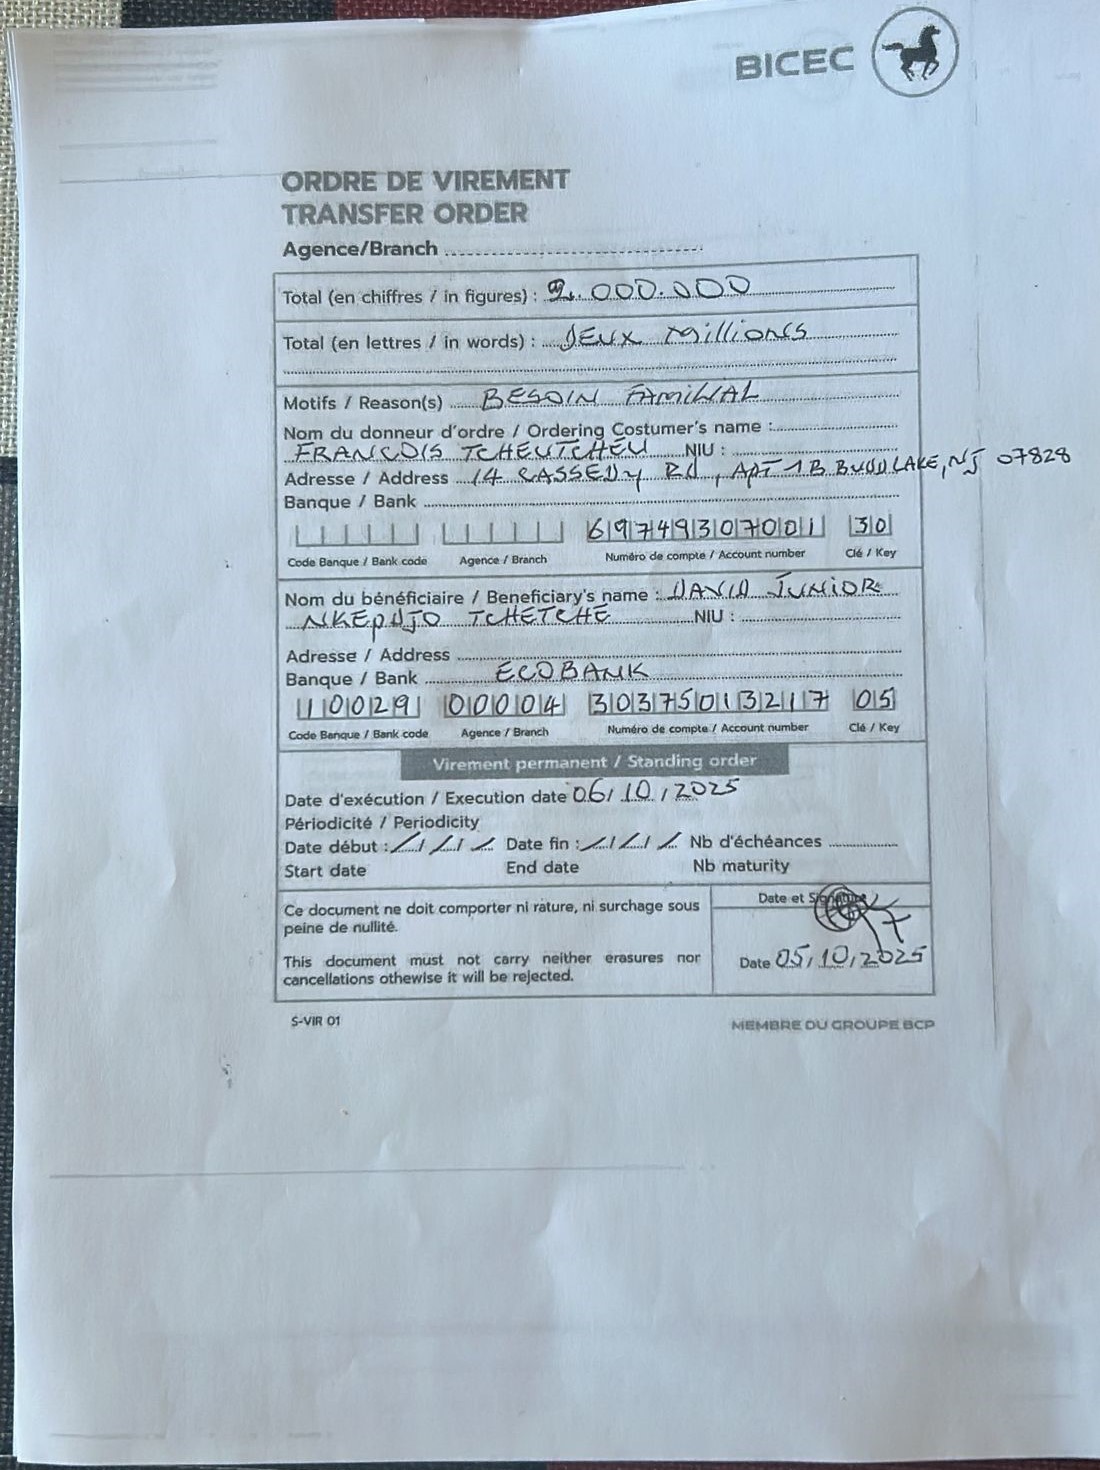 BICEC
ORDRE DE VIREMENT
TRANSFER ORDER
Agence/Branch
Total (en chiffres / in figures) : 2.000.000
Total (en lettres / in words) : DEUX Millions
Motifs / Reason(s) BESOIN FAMILIAL
Nom du donneur d'ordre / Ordering Costumer's name :
FRANCOIS TCHEUTCHEU NIU :
Adresse / Address 14 CASSEDY Rd, APT 1B BUDD LAKE, NJ 07828
Banque / Bank
69749307001 30
Code Banque / Bank code Agence / Branch Numéro de compte / Account number Clé / Key
Nom du bénéficiaire / Beneficiary's name : DAVID JUNIOR
NKEPDJO TCHETCHE NIU :
Adresse / Address
Banque / Bank ECOBANK
10029 00004 30375013217 05
Code Banque / Bank code Agence / Branch Numéro de compte / Account number Clé / Key
Virement permanent / Standing order
Date d'exécution / Execution date 06/10/2025
Périodicité / Periodicity
Date début : Date fin : Nb d'échéances
Start date End date Nb maturity
Date et Signature
Ce document ne doit comporter ni rature, ni surchage sous
peine de nullité.
This document must not carry neither erasures nor
cancellations othewise it will be rejected.
Date 05/10/2025
S-VIR 01
MEMBRE DU GROUPE BCP